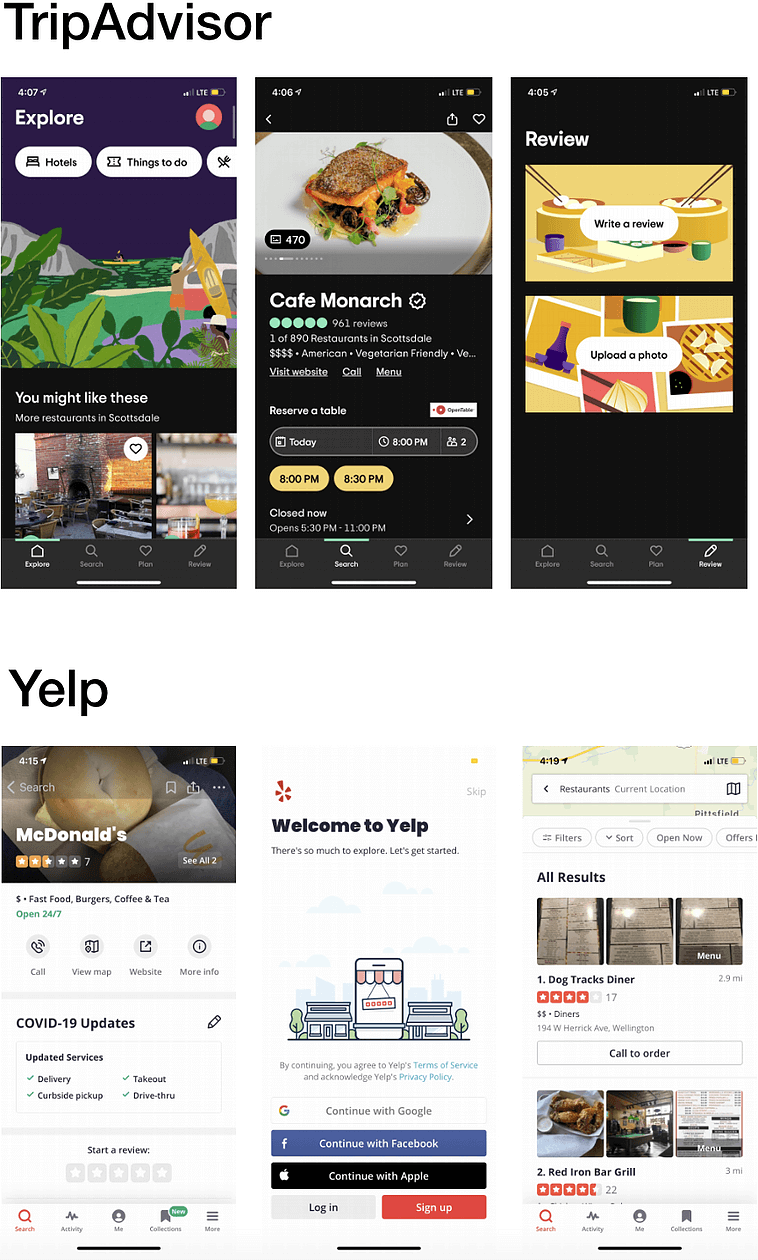 TripAdvisor
4:07
LTE
Explore
Hotels
Things to do
You might like these
More restaurants in Scottsdale
Explore
Search
Plan
Review
4:06
LTE
470
Cafe Monarch
961 reviews
1 of 890 Restaurants in Scottsdale
$$$$ • American • Vegetarian Friendly • Ve...
Visit website Call Menu
Reserve a table
OpenTable
Today 8:00 PM 2
8:00 PM 8:30 PM
Closed now
Opens 5:30 PM - 11:00 PM
Explore
Search
Plan
Review
4:05
LTE
Review
Write a review
Upload a photo
Explore
Search
Plan
Review
Yelp
4:15
LTE
Search
McDonald's
7
See All 2
$ • Fast Food, Burgers, Coffee & Tea
Open 24/7
Call
View map
Website
More info
COVID-19 Updates
Updated Services
Delivery
Takeout
Curbside pickup
Drive-thru
Start a review:
Search
Activity
Me
Collections
New
More
Skip
Welcome to Yelp
There's so much to explore. Let's get started.
By continuing, you agree to Yelp's Terms of Service
and acknowledge Yelp's Privacy Policy.
Continue with Google
Continue with Facebook
Continue with Apple
Log in
Sign up
4:19
LTE
Restaurants Current Location
Pittsfield
Filters
Sort
Open Now
Offers
All Results
Menu
1. Dog Tracks Diner 2.9 mi
17
$$ • Diners
194 W Herrick Ave, Wellington
Call to order
Menu
2. Red Iron Bar Grill 3 mi
22
Search
Activity
Me
Collections
More